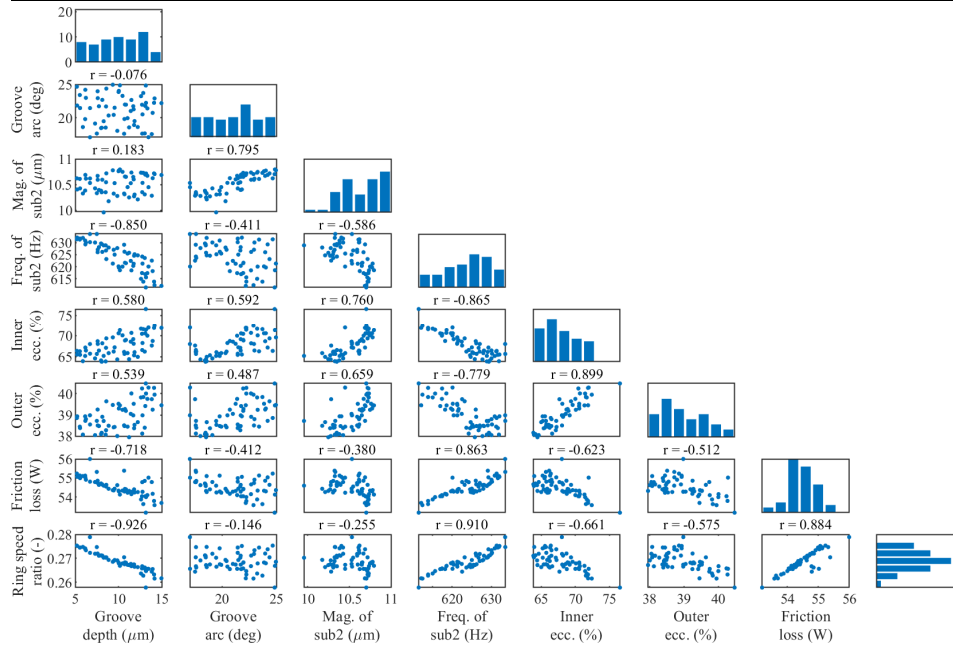 20
10
0
r = -0.076
Groove
arc (deg)
25
20
r = 0.183 r = 0.795
Mag. of
sub2 (μm)
11
10.5
10
r = -0.850 r = -0.411 r = -0.586
Freq. of
sub2 (Hz)
630
625
620
615
r = 0.580 r = 0.592 r = 0.760 r = -0.865
Inner
ecc. (%)
75
70
65
r = 0.539 r = 0.487 r = 0.659 r = -0.779 r = 0.899
Outer
ecc. (%)
40
39
38
r = -0.718 r = -0.412 r = -0.380 r = 0.863 r = -0.623 r = -0.512
Friction
loss (W)
56
55
54
r = -0.926 r = -0.146 r = -0.255 r = 0.910 r = -0.661 r = -0.575 r = 0.884
Ring speed
ratio (-)
0.28
0.27
0.26
5 10 15 15 20 25 10 10.5 11 620 630 65 70 75 38 39 40 54 55 56
Groove Groove Mag. of Freq. of Inner Outer Friction
depth (μm) arc (deg) sub2 (μm) sub2 (Hz) ecc. (%) ecc. (%) loss (W)